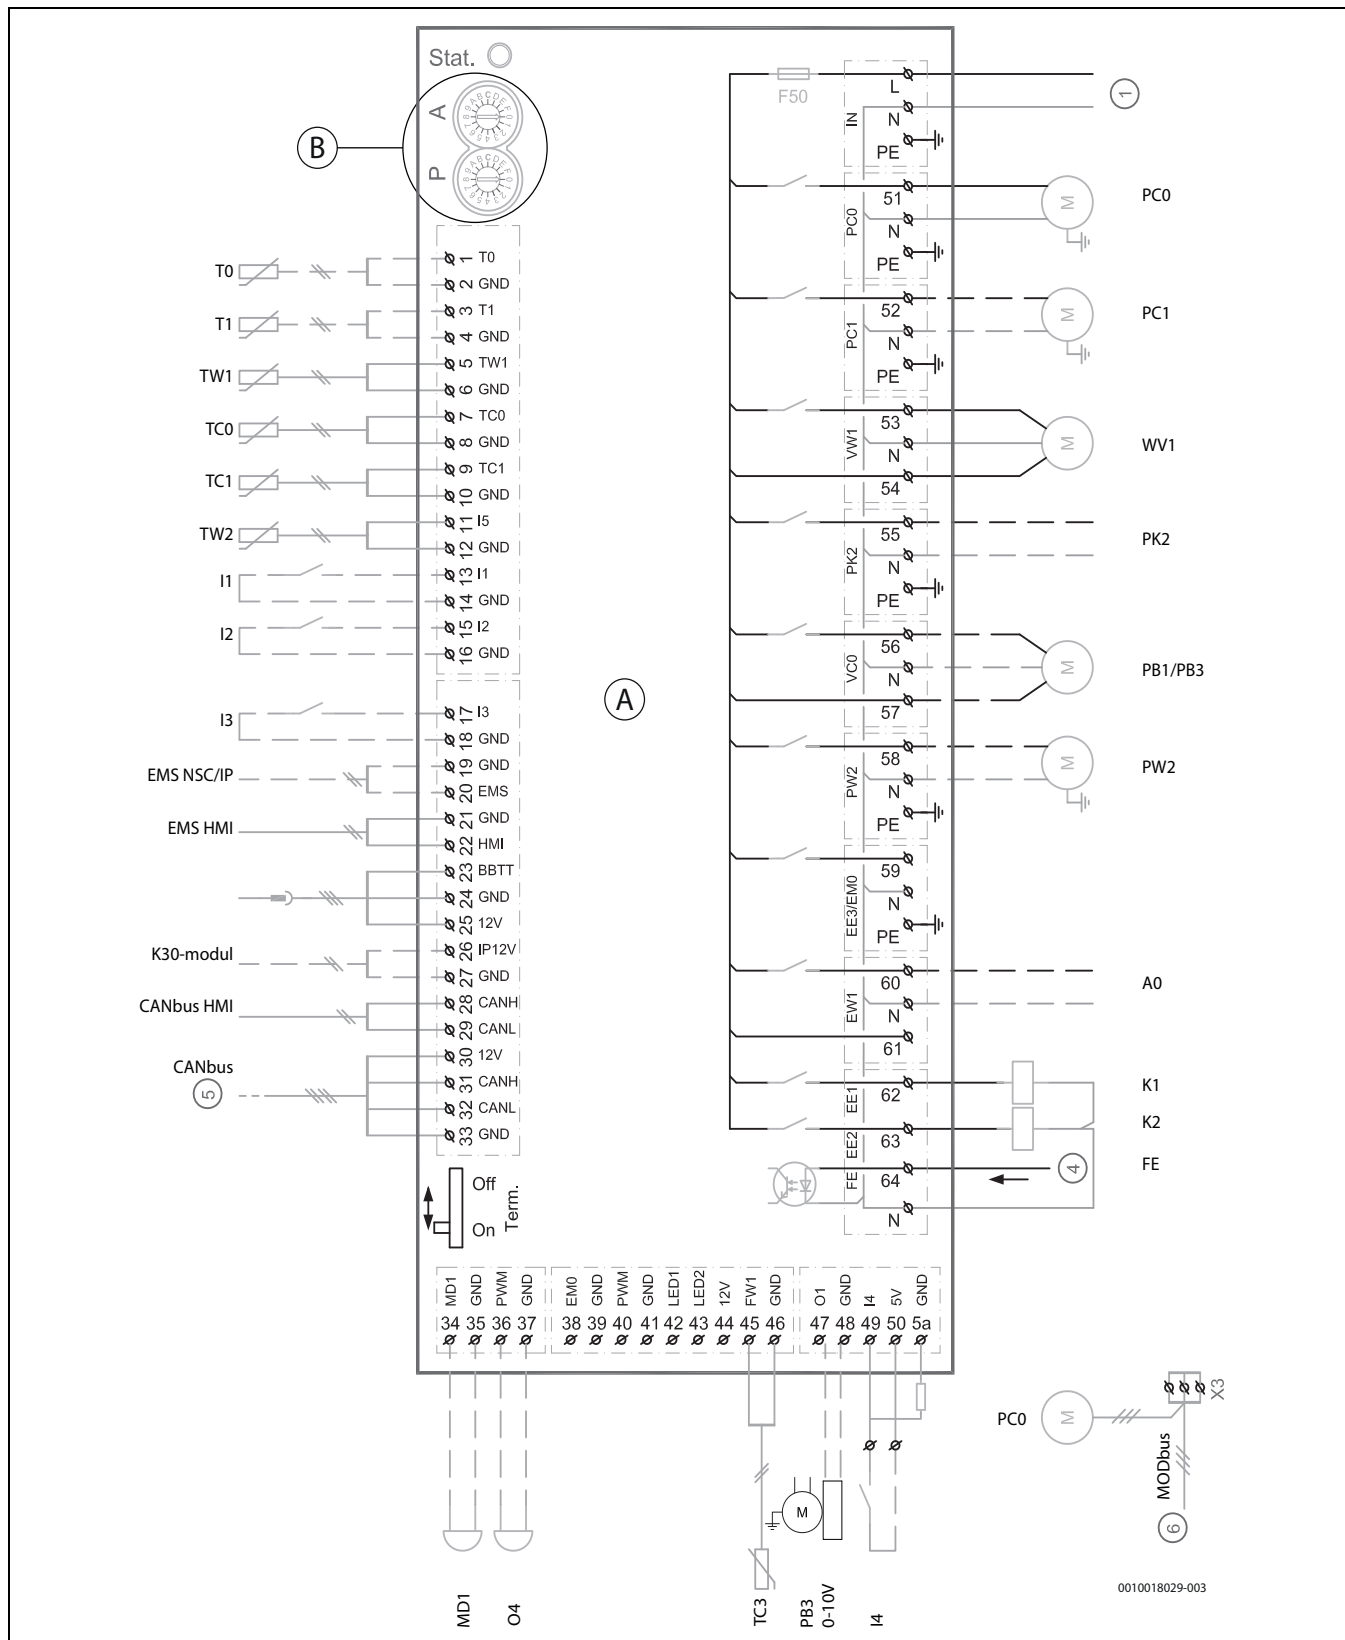 Stat.
A
P
B
A
T0
1 T0
2 GND
T1
3 T1
4 GND
TW1
5 TW1
6 GND
TC0
7 TC0
8 GND
TC1
9 TC1
10 GND
TW2
11 I5
12 GND
I1
13 I1
14 GND
I2
15 I2
16 GND
I3
17 I3
18 GND
EMS NSC/IP
19 GND
20 EMS
EMS HMI
21 GND
22 HMI
23 BBTT
24 GND
25 12V
K30-modul
26 IP12V
27 GND
CANbus HMI
28 CANH
29 CANL
CANbus
5
30 12V
31 CANH
32 CANL
33 GND
Off
On
Term.
F50
IN
L
N
PE
1
PC0
51
N
PE
M
PC0
PC1
52
N
PE
M
PC1
VW1
53
N
54
M
WV1
PK2
55
N
PE
PK2
VC0
56
N
57
M
PB1/PB3
PW2
58
N
PE
M
PW2
EE3/EM0
59
N
PE
EW1
60
N
61
A0
EE1
62
K1
EE2
63
K2
FE
64
N
4
FE
MD1 GND PWM GND
34 35 36 37
EM0 GND PWM GND LED1 LED2 12V FW1 GND
38 39 40 41 42 43 44 45 46
O1 GND I4 5V GND
47 48 49 50 5a
MD1
O4
TC3
M
PB3
0-10V
I4
PC0
M
X3
MODbus
6
0010018029-003